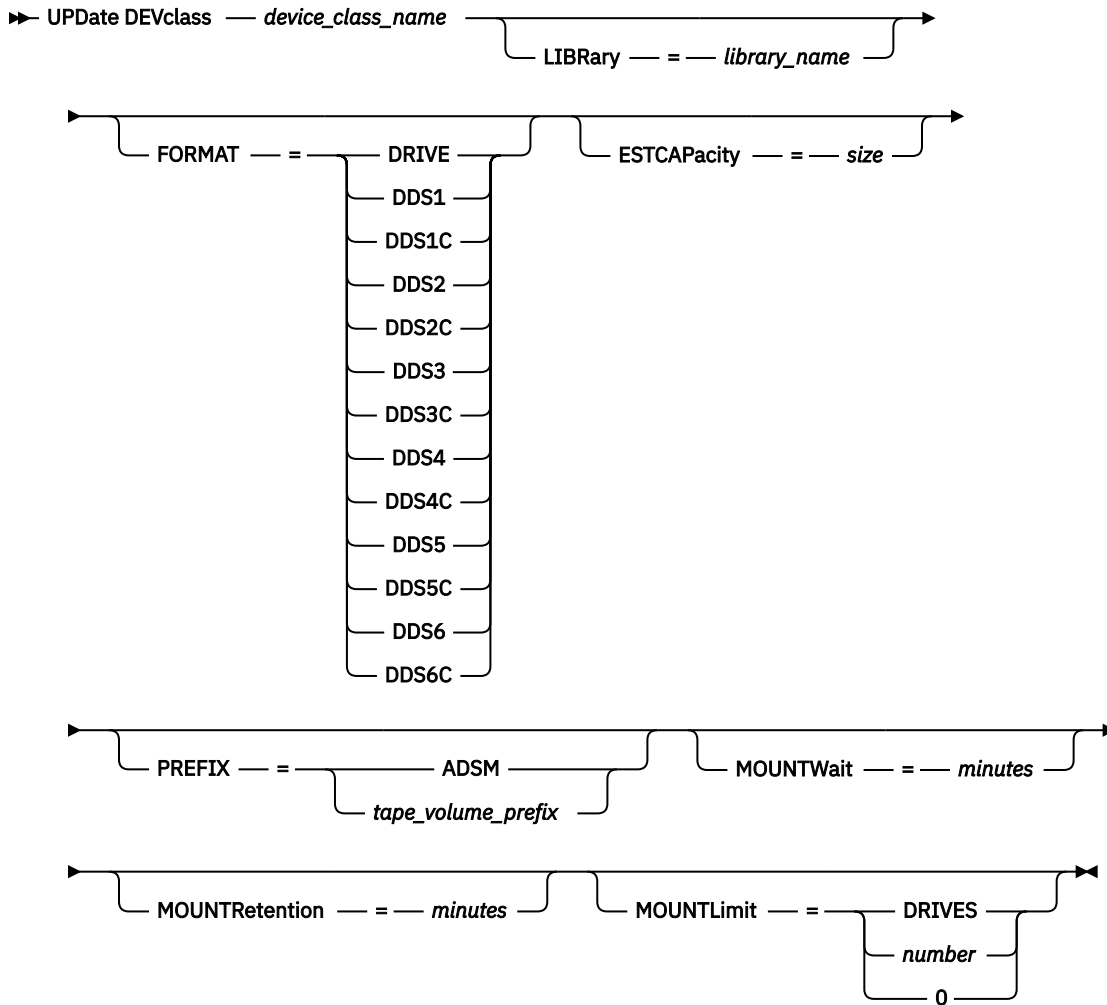 UPDate DEVclass device_class_name
LIBRary = library_name
FORMAT = DRIVE
DDS1
DDS1C
DDS2
DDS2C
DDS3
DDS3C
DDS4
DDS4C
DDS5
DDS5C
DDS6
DDS6C
ESTCAPacity = size
PREFIX = ADSM
tape_volume_prefix
MOUNTWait = minutes
MOUNTRetention = minutes
MOUNTLimit = DRIVES
number
0